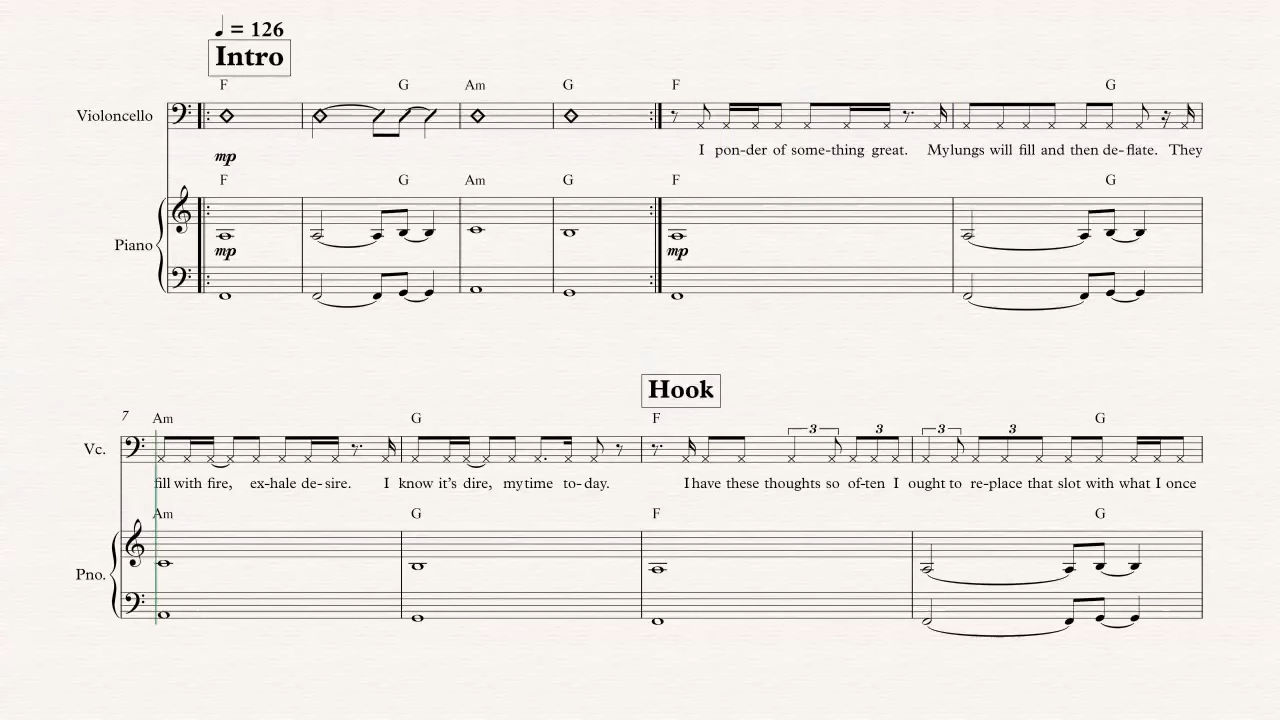 ♩ = 126
Intro
F G Am G F G
Violoncello
I pon-der of some-thing great. My lungs will fill and then de-flate. They
mp
F G Am G F G
Piano
mp mp
Hook
7 Am G F G
Vc.
3 3 3 3
fill with fire, ex-hale de-sire. I know it's dire, my time to-day. I have these thoughts so of-ten I ought to re-place that slot with what I once
Am G F G
Pno.